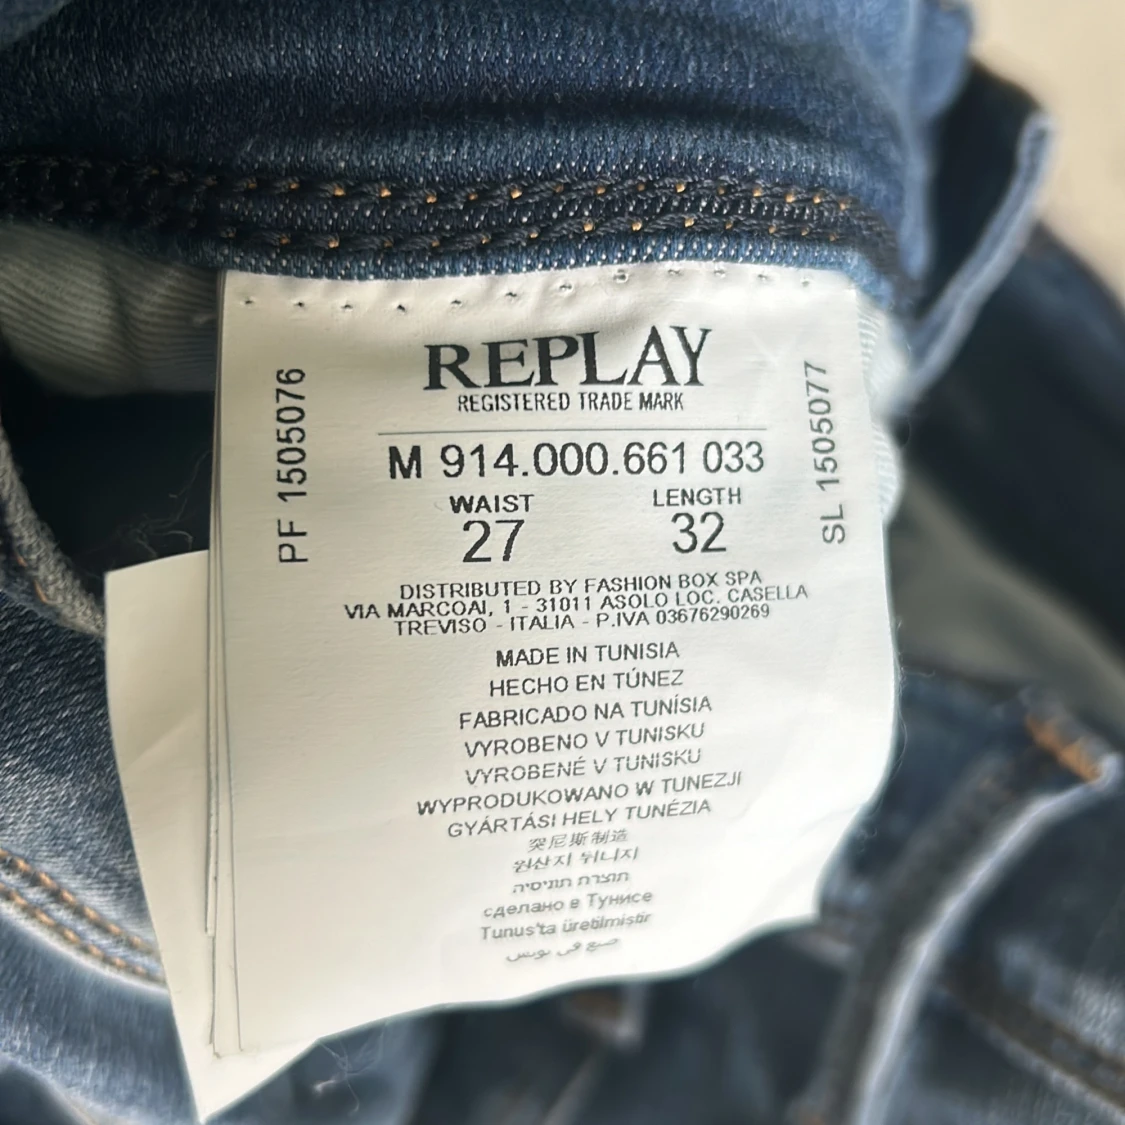 REPLAY
REGISTERED TRADE MARK
PF 1505076
SL 1505077
M 914.000.661 033
WAIST LENGTH
27 32
DISTRIBUTED BY FASHION BOX SPA
VIA MARCOAI, 1 - 31011 ASOLO LOC. CASELLA
TREVISO - ITALIA - P.IVA 03676290269
MADE IN TUNISIA
HECHO EN TÚNEZ
FABRICADO NA TUNÍSIA
VYROBENO V TUNISKU
VYROBENÉ V TUNISKU
WYPRODUKOWANO W TUNEZJI
GYÁRTÁSI HELY TUNÉZIA
突尼斯制造
원산지 튀니지
תוצרת תוניסיה
сделано в Тунисе
Tunus'ta üretilmiştir
صنع في تونس